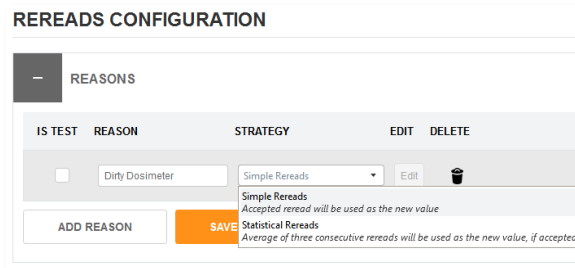 REREADS CONFIGURATION
REASONS
IS TEST REASON STRATEGY EDIT DELETE
Dirty Dosimeter Simple Rereads Edit
Simple Rereads
Accepted reread will be used as the new value
ADD REASON SAVE Statistical Rereads
Average of three consecutive rereads will be used as the new value, if accepted